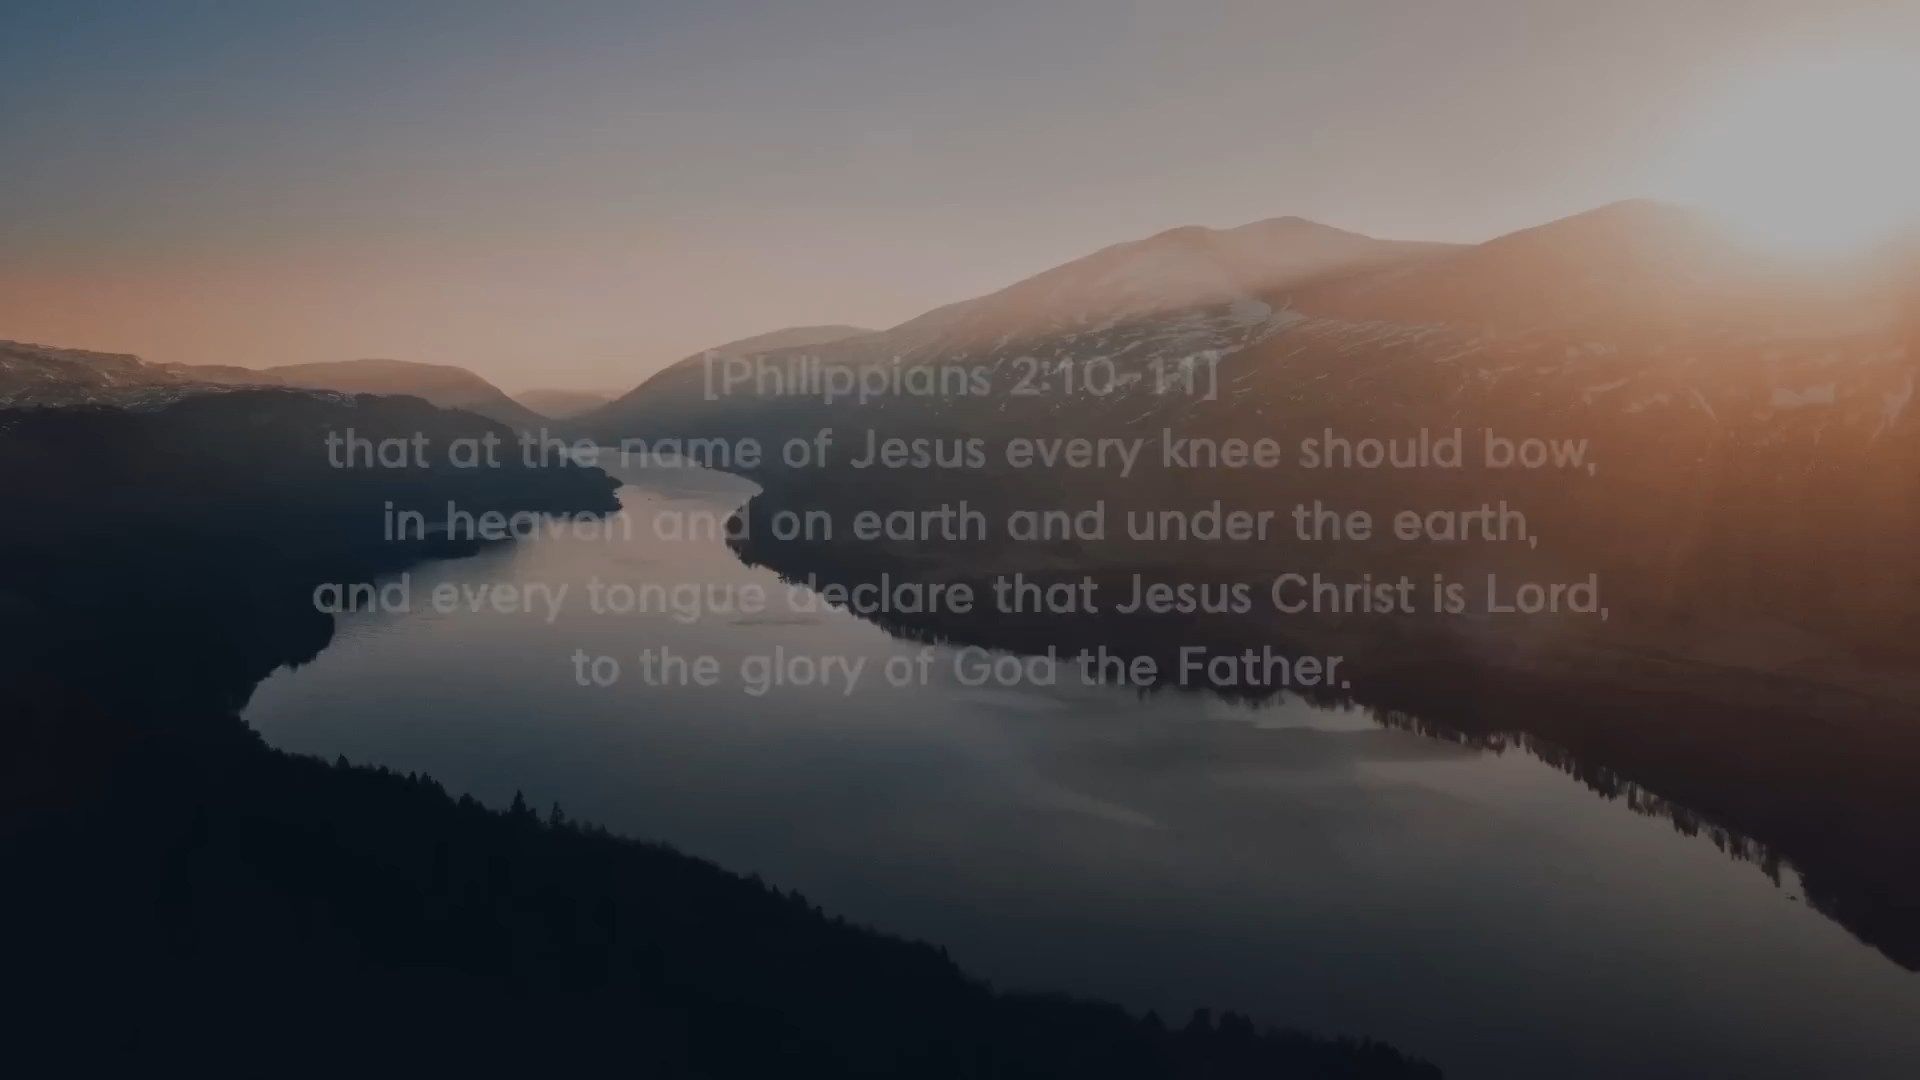 [Philippians 2:10-11]
that at the name of Jesus every knee should bow,
in heaven and on earth and under the earth,
and every tongue declare that Jesus Christ is Lord,
to the glory of God the Father.